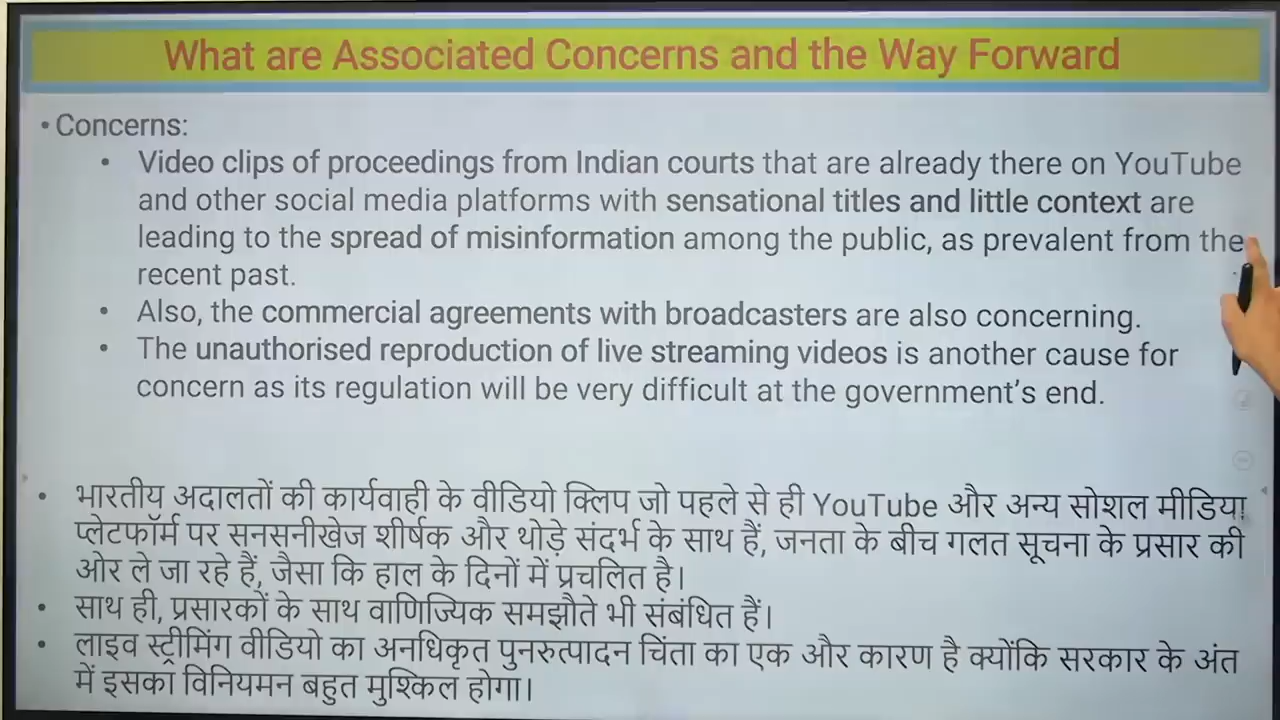 What are Associated Concerns and the Way Forward
• Concerns:
• Video clips of proceedings from Indian courts that are already there on YouTube
and other social media platforms with sensational titles and little context are
leading to the spread of misinformation among the public, as prevalent from the
recent past.
• Also, the commercial agreements with broadcasters are also concerning.
• The unauthorised reproduction of live streaming videos is another cause for
concern as its regulation will be very difficult at the government's end.
• भारतीय अदालतों की कार्यवाही के वीडियो क्लिप जो पहले से ही YouTube और अन्य सोशल मीडिया
प्लेटफॉर्म पर सनसनीखेज शीर्षक और थोड़े संदर्भ के साथ हैं, जनता के बीच गलत सूचना के प्रसार की
ओर ले जा रहे हैं, जैसा कि हाल के दिनों में प्रचलित है।
• साथ ही, प्रसारकों के साथ वाणिज्यिक समझौते भी संबंधित हैं।
• लाइव स्ट्रीमिंग वीडियो का अनधिकृत पुनरुत्पादन चिंता का एक और कारण है क्योंकि सरकार के अंत
में इसका विनियमन बहुत मुश्किल होगा।